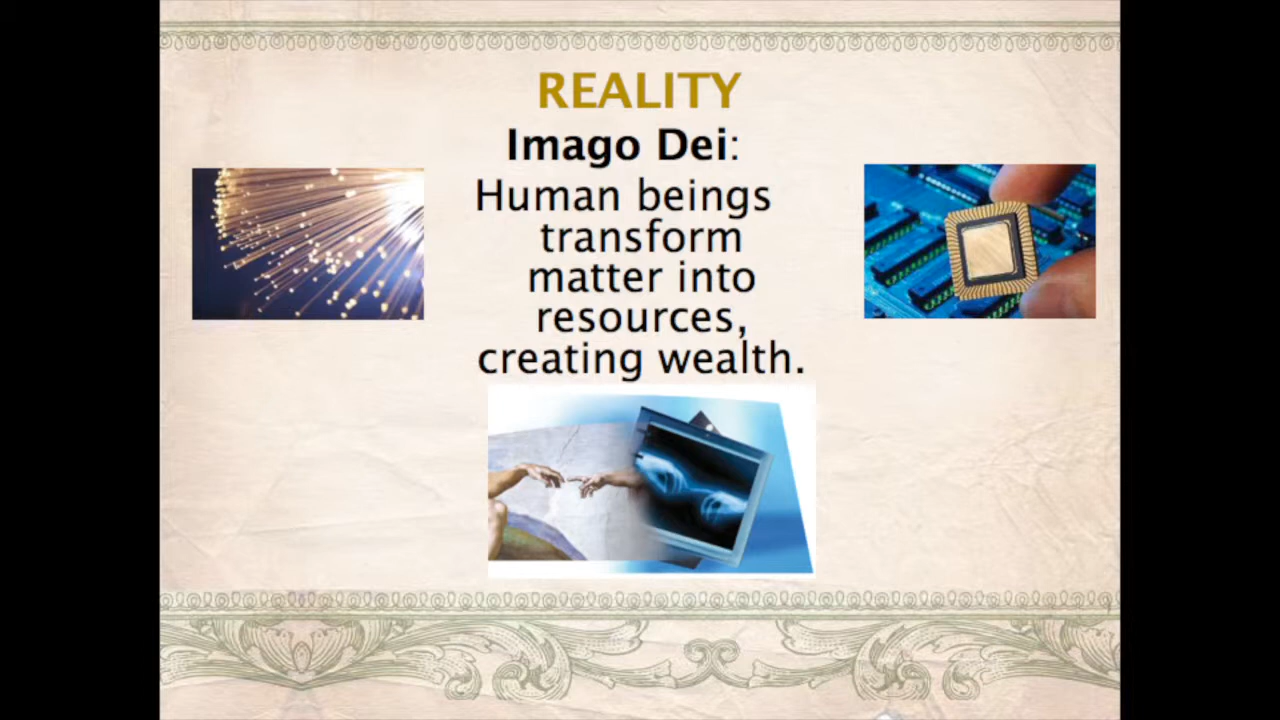 REALITY
Imago Dei:
Human beings
transform
matter into
resources,
creating wealth.